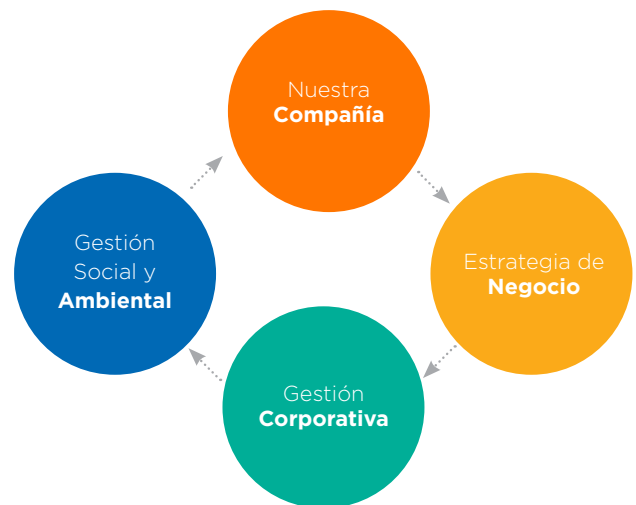 Nuestra
Compañía
Estrategia de
Negocio
Gestión
Corporativa
Gestión
Social y
Ambiental